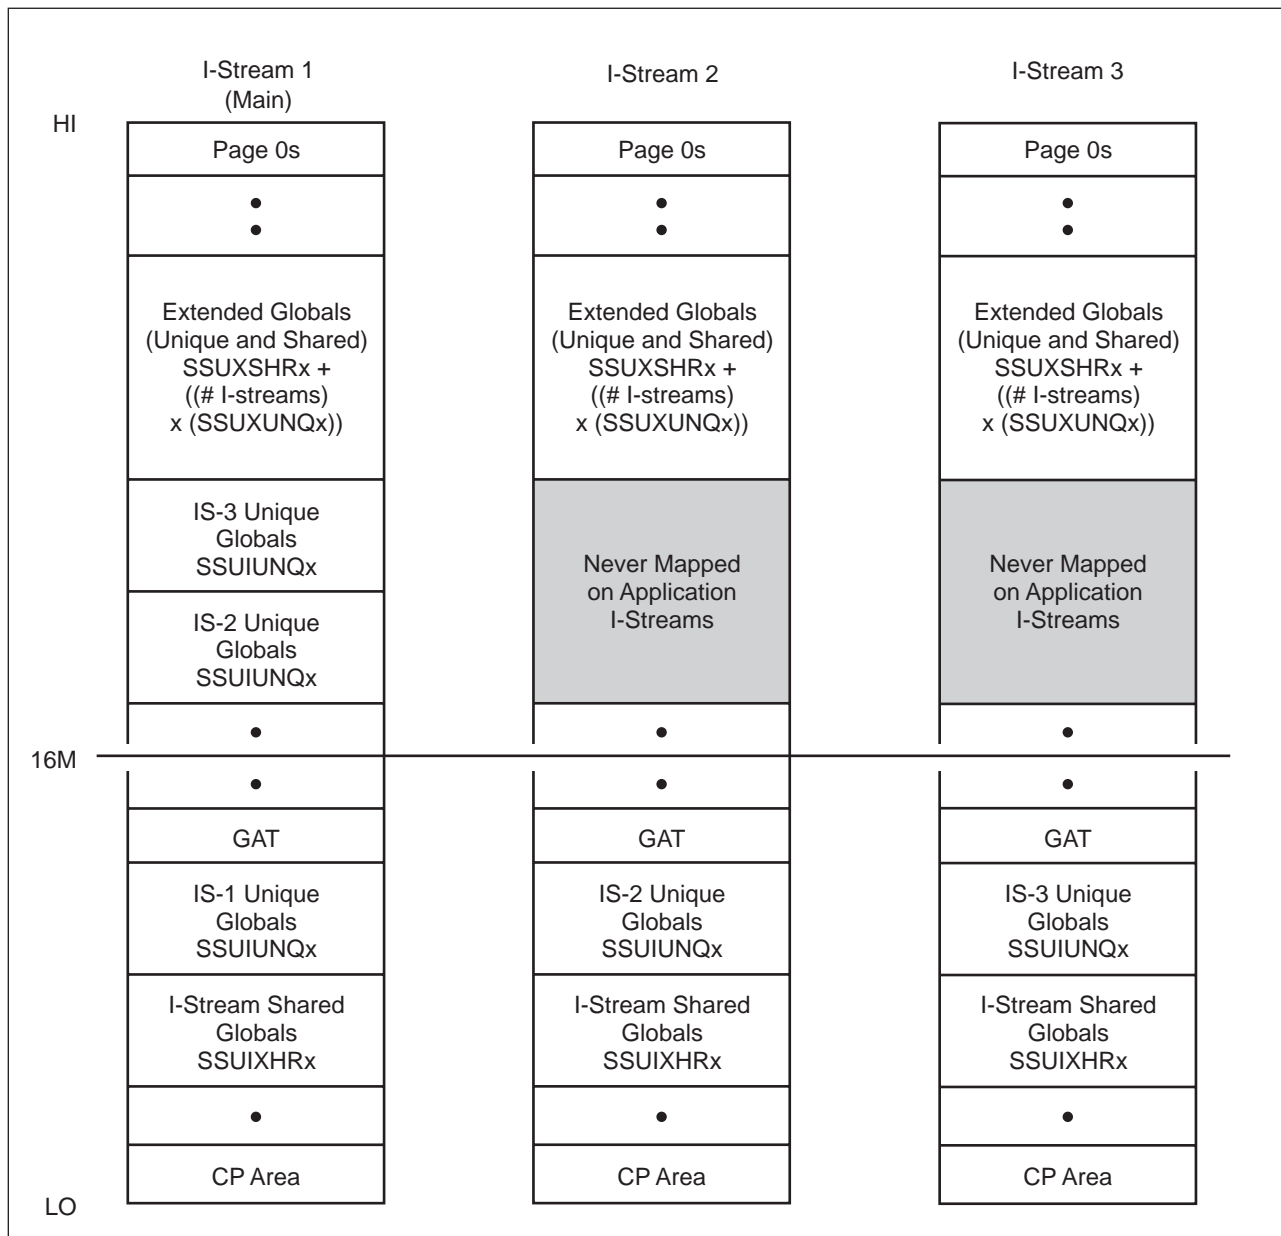 I-Stream 1
(Main)
I-Stream 2
I-Stream 3
HI
Page 0s
Page 0s
Page 0s
Extended Globals
(Unique and Shared)
SSUXSHRx +
((# I-streams)
x (SSUXUNQx))
Extended Globals
(Unique and Shared)
SSUXSHRx +
((# I-streams)
x (SSUXUNQx))
Extended Globals
(Unique and Shared)
SSUXSHRx +
((# I-streams)
x (SSUXUNQx))
IS-3 Unique
Globals
SSUIUNQx
IS-2 Unique
Globals
SSUIUNQx
Never Mapped
on Application
I-Streams
Never Mapped
on Application
I-Streams
16M
GAT
GAT
GAT
IS-1 Unique
Globals
SSUIUNQx
IS-2 Unique
Globals
SSUIUNQx
IS-3 Unique
Globals
SSUIUNQx
I-Stream Shared
Globals
SSUIXHRx
I-Stream Shared
Globals
SSUIXHRx
I-Stream Shared
Globals
SSUIXHRx
CP Area
CP Area
CP Area
LO